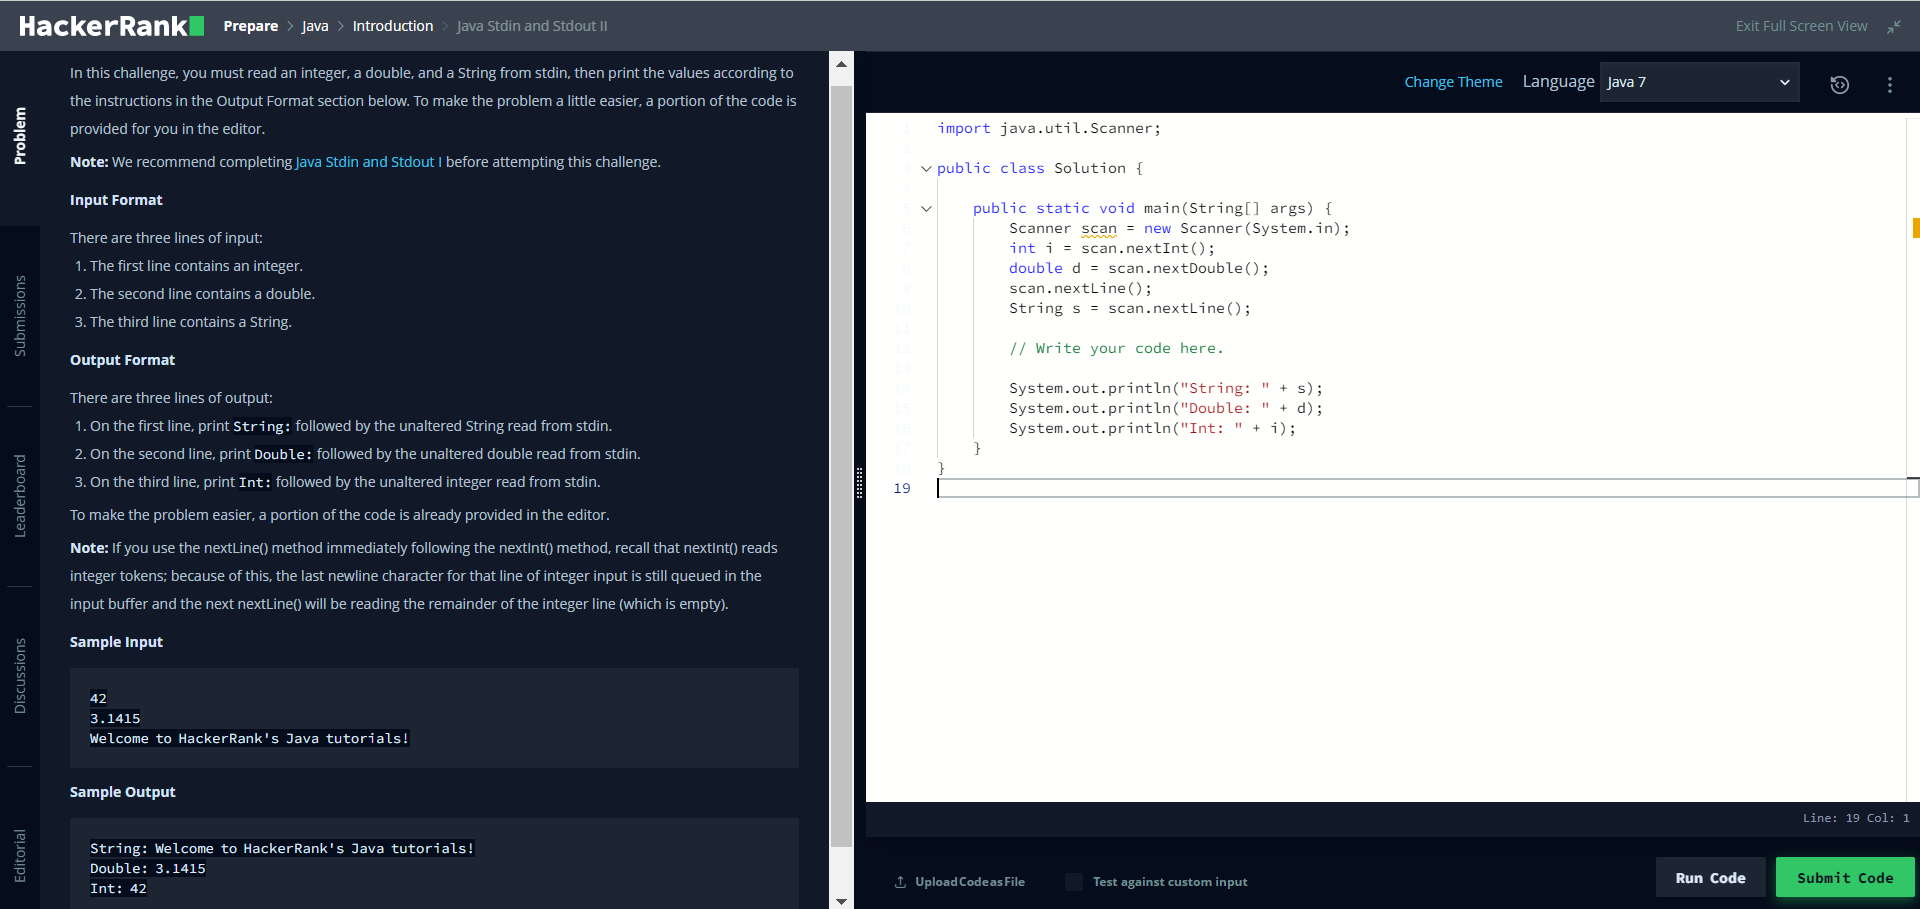 HackerRank Prepare > Java > Introduction > Java Stdin and Stdout II
Exit Full Screen View
Problem
Submissions
Leaderboard
Discussions
Editorial
In this challenge, you must read an integer, a double, and a String from stdin, then print the values according to
the instructions in the Output Format section below. To make the problem a little easier, a portion of the code is
provided for you in the editor.
Note: We recommend completing Java Stdin and Stdout I before attempting this challenge.
Input Format
There are three lines of input:
1. The first line contains an integer.
2. The second line contains a double.
3. The third line contains a String.
Output Format
There are three lines of output:
1. On the first line, print String: followed by the unaltered String read from stdin.
2. On the second line, print Double: followed by the unaltered double read from stdin.
3. On the third line, print Int: followed by the unaltered integer read from stdin.
To make the problem easier, a portion of the code is already provided in the editor.
Note: If you use the nextLine() method immediately following the nextInt() method, recall that nextInt() reads
integer tokens; because of this, the last newline character for that line of integer input is still queued in the
input buffer and the next nextLine() will be reading the remainder of the integer line (which is empty).
Sample Input
42
3.1415
Welcome to HackerRank's Java tutorials!
Sample Output
String: Welcome to HackerRank's Java tutorials!
Double: 3.1415
Int: 42
Change Theme Language Java 7
1 import java.util.Scanner;
2
3 public class Solution {
4
5 public static void main(String[] args) {
6 Scanner scan = new Scanner(System.in);
7 int i = scan.nextInt();
8 double d = scan.nextDouble();
9 scan.nextLine();
10 String s = scan.nextLine();
11
12 // Write your code here.
13
14 System.out.println("String: " + s);
15 System.out.println("Double: " + d);
16 System.out.println("Int: " + i);
17 }
18 }
19
Line: 19 Col: 1
Upload Code as File
Test against custom input
Run Code
Submit Code